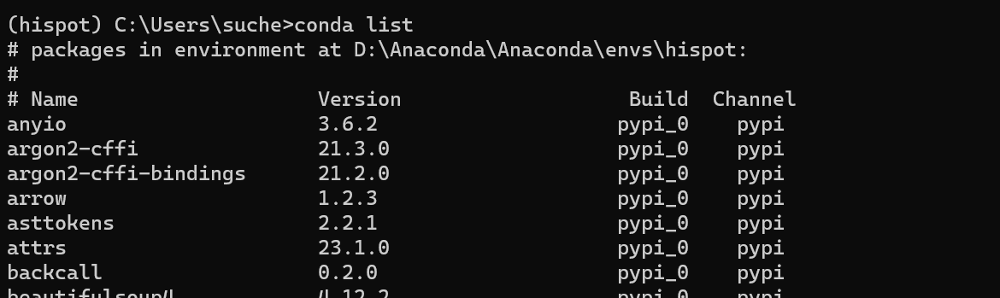 (hispot) C:\Users\suche>conda list
# packages in environment at D:\Anaconda\Anaconda\envs\hispot:
#
# Name Version Build Channel
anyio 3.6.2 pypi_0 pypi
argon2-cffi 21.3.0 pypi_0 pypi
argon2-cffi-bindings 21.2.0 pypi_0 pypi
arrow 1.2.3 pypi_0 pypi
asttokens 2.2.1 pypi_0 pypi
attrs 23.1.0 pypi_0 pypi
backcall 0.2.0 pypi_0 pypi
beautifulsoup4 4.12.2 pypi_0 pypi